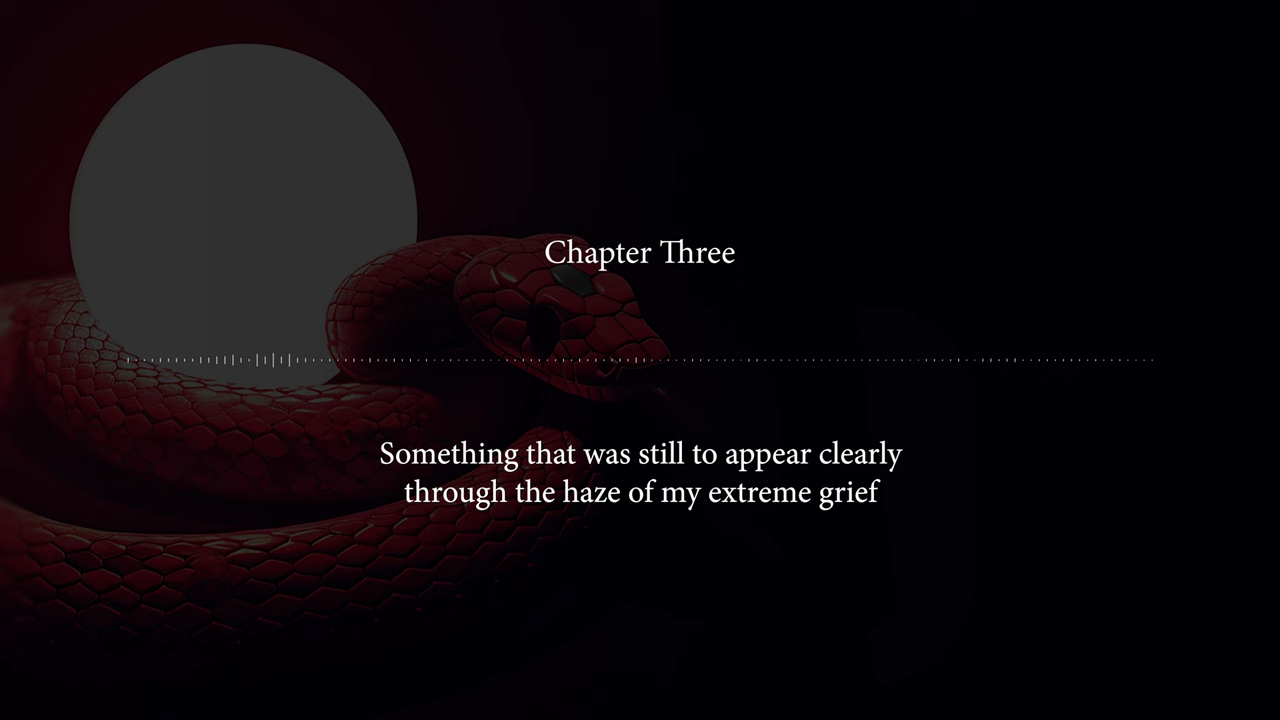 Chapter Three
Something that was still to appear clearly
through the haze of my extreme grief